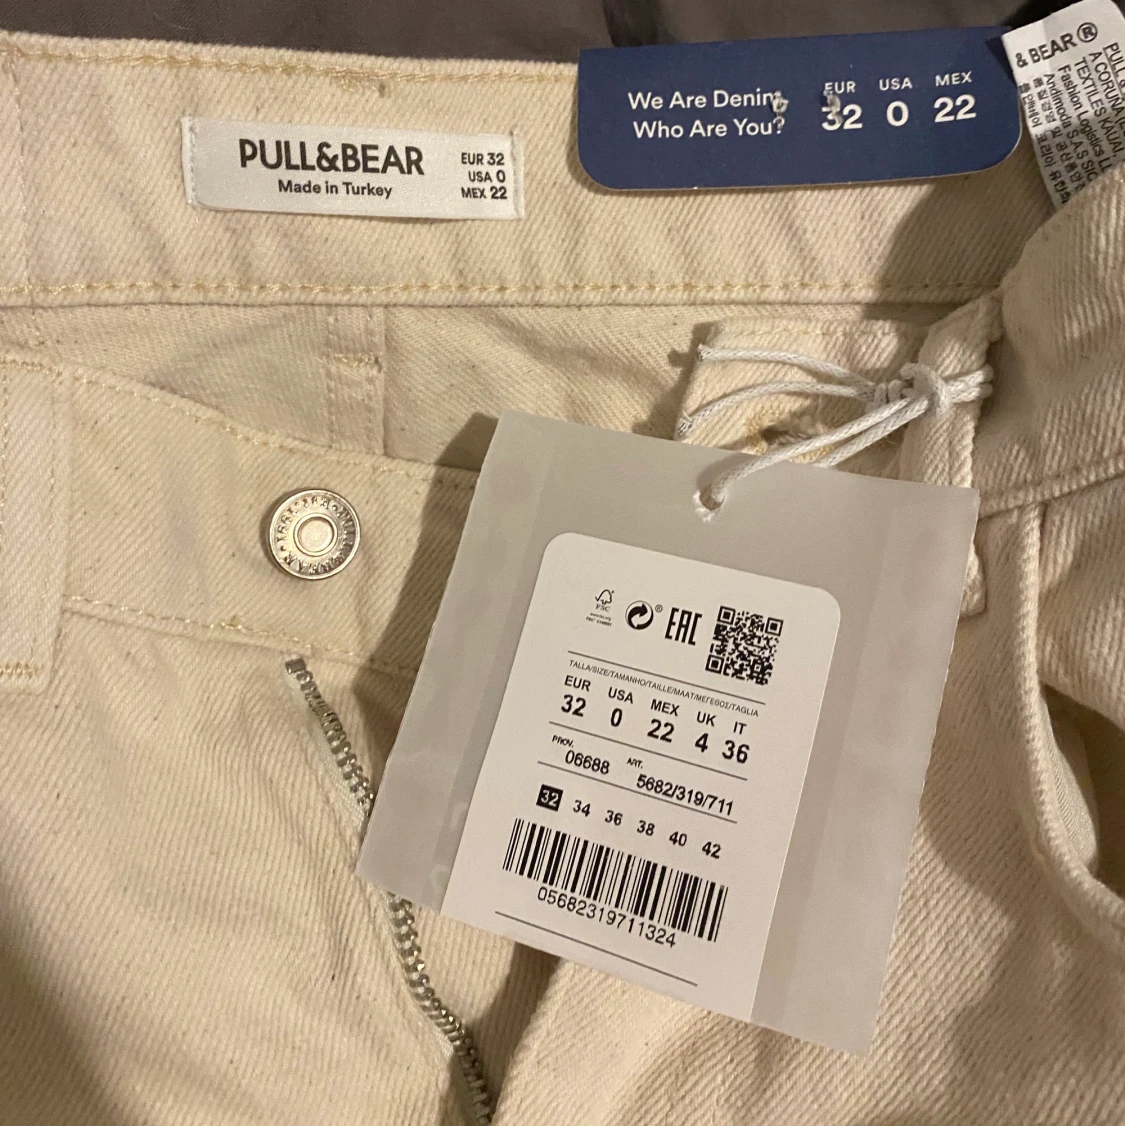 PULL&BEAR
Made in Turkey
EUR 32
USA 0
MEX 22
We Are Denim,
Who Are You?
EUR USA MEX
32 0 22
& BEAR®
PULL &
A CORUÑA
TEXTILES
Fashion Logistics
Andimoda S.A.S
FSC
® EAC
TALLA/SIZE/TAMANHO/TAILLE/MAAT/ΜΕΓΕΘΟΣ/TAGLIA
EUR USA MEX UK IT
32 0 22 4 36
PROV. 06688 ART. 5682/319/711
32 34 36 38 40 42
05682319711324